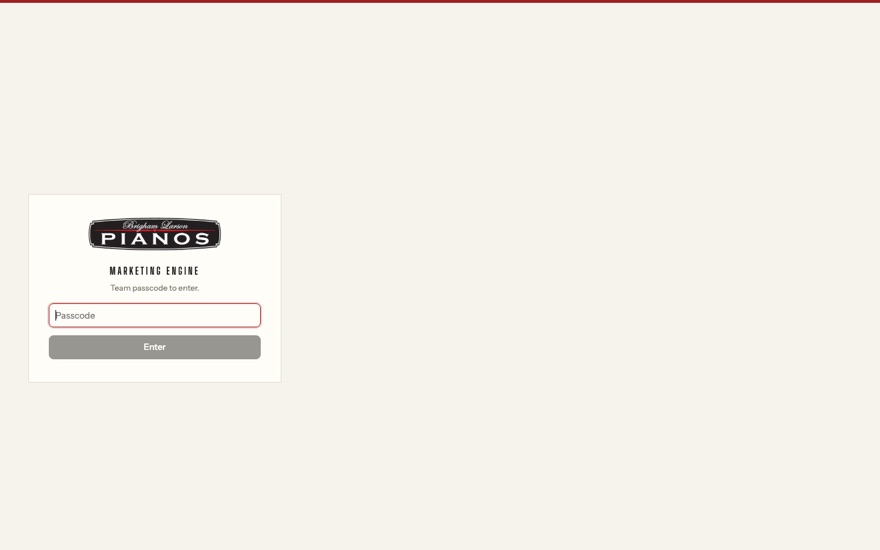 Brigham Larson
PIANOS
MARKETING ENGINE
Team passcode to enter.
Passcode
Enter